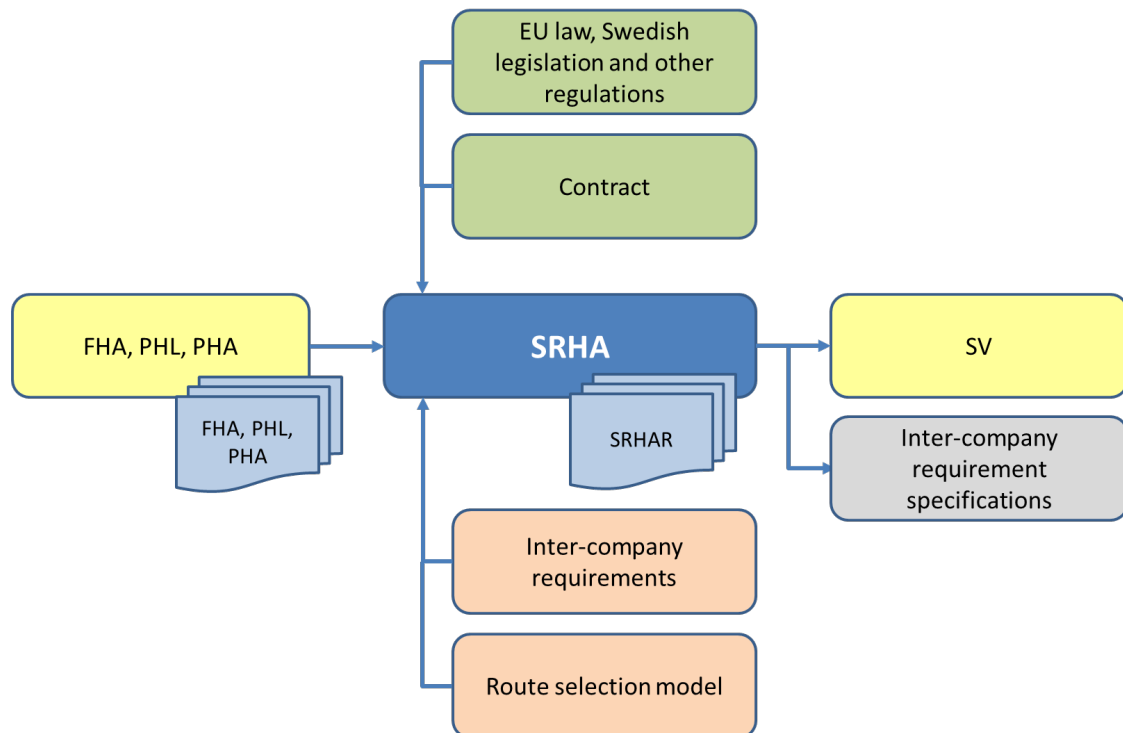 EU law, Swedish
legislation and other
regulations
Contract
FHA, PHL, PHA
FHA, PHL,
PHA
SRHA
SRHAR
SV
Inter-company
requirement
specifications
Inter-company
requirements
Route selection model